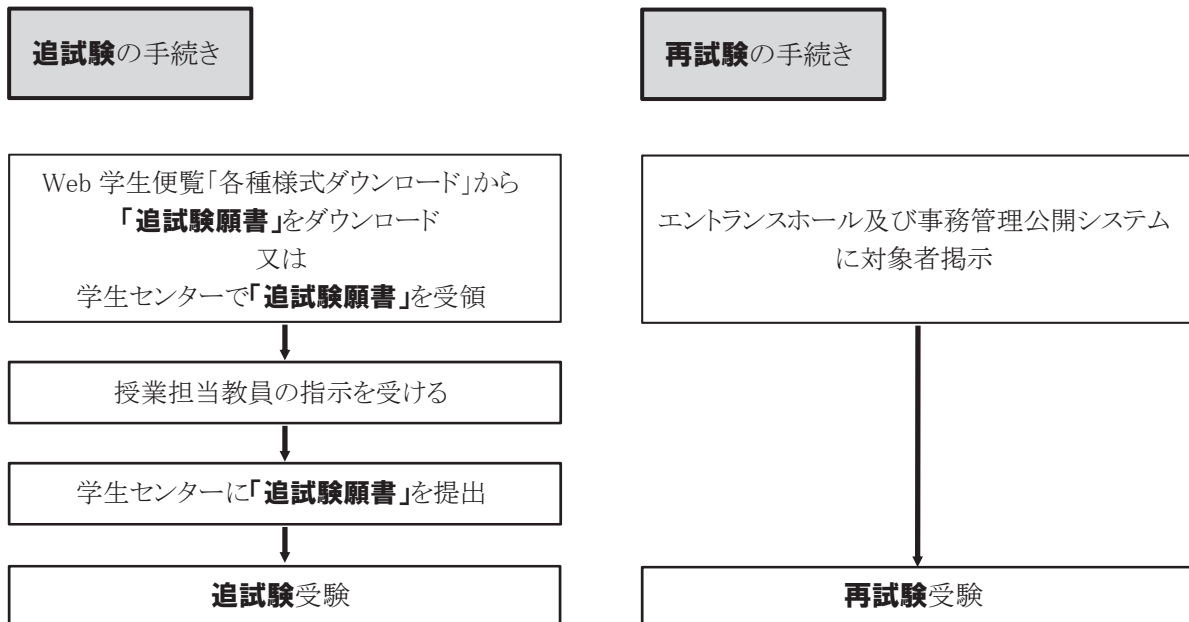 追試験の手続き
Web 学生便覧「各種様式ダウンロード」から
「追試験願書」をダウンロード
又は
学生センターで「追試験願書」を受領
授業担当教員の指示を受ける
学生センターに「追試験願書」を提出
追試験受験
再試験の手続き
エントランスホール及び事務管理公開システム
に対象者掲示
再試験受験